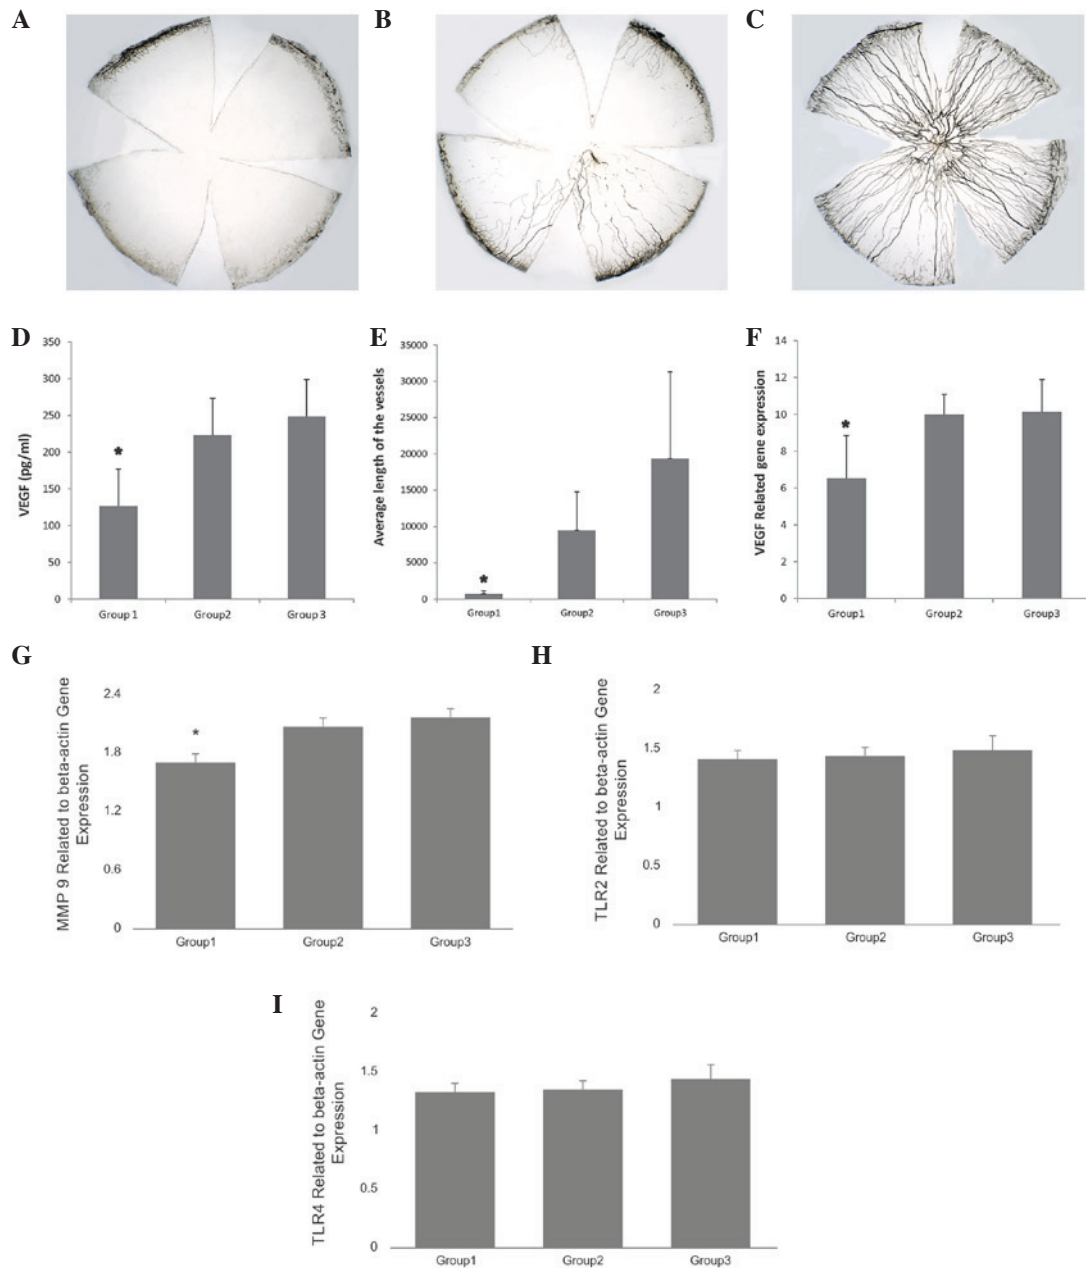 A
B
C
D
350
300
250
200
150
100
50
0
VEGF (pg/ml)
*
Group 1
Group2
Group 3
E
35000
30000
25000
20000
15000
10000
5000
0
Average length of the vessels
*
Group1
Group2
Group3
F
14
12
10
8
6
4
2
0
VEGF Related gene expression
*
Group1
Group2
Group3
G
2.4
1.8
1.2
0.6
0
MMP 9 Related to beta-actin Gene
Expression
*
Group1
Group2
Group3
H
2
1.5
1
0.5
0
TLR2 Related to beta-actin Gene
Expression
Group1
Group2
Group3
I
2
1.5
1
0.5
0
TLR4 Related to beta-actin Gene
Expression
Group1
Group2
Group3